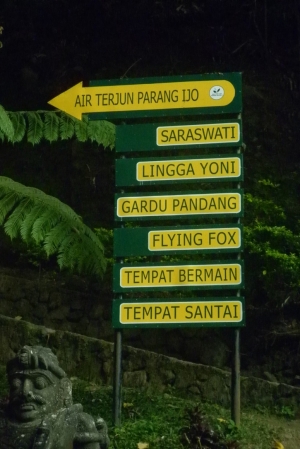 AIR TERJUN PARANG IJO
SARASWATI
LINGGA YONI
GARDU PANDANG
FLYING FOX
TEMPAT BERMAIN
TEMPAT SANTAI